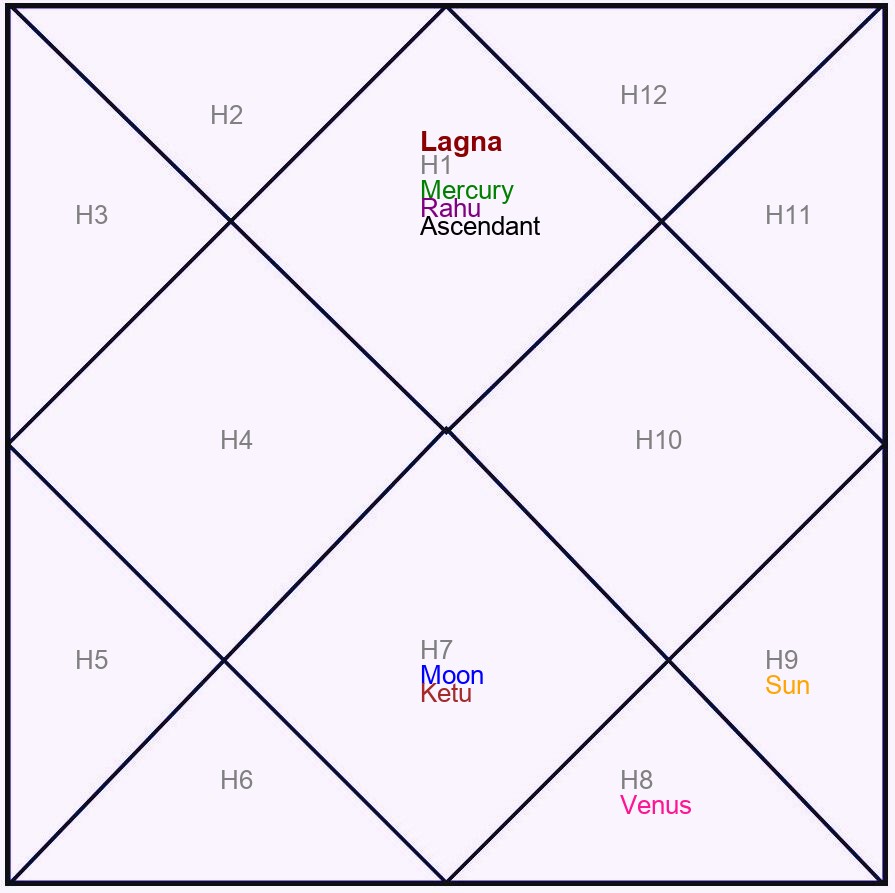 H2
H12
Lagna
H1
Mercury
Rahu
Ascendant
H3
H11
H4
H10
H5
H7
Moon
Ketu
H9
Sun
H6
H8
Venus